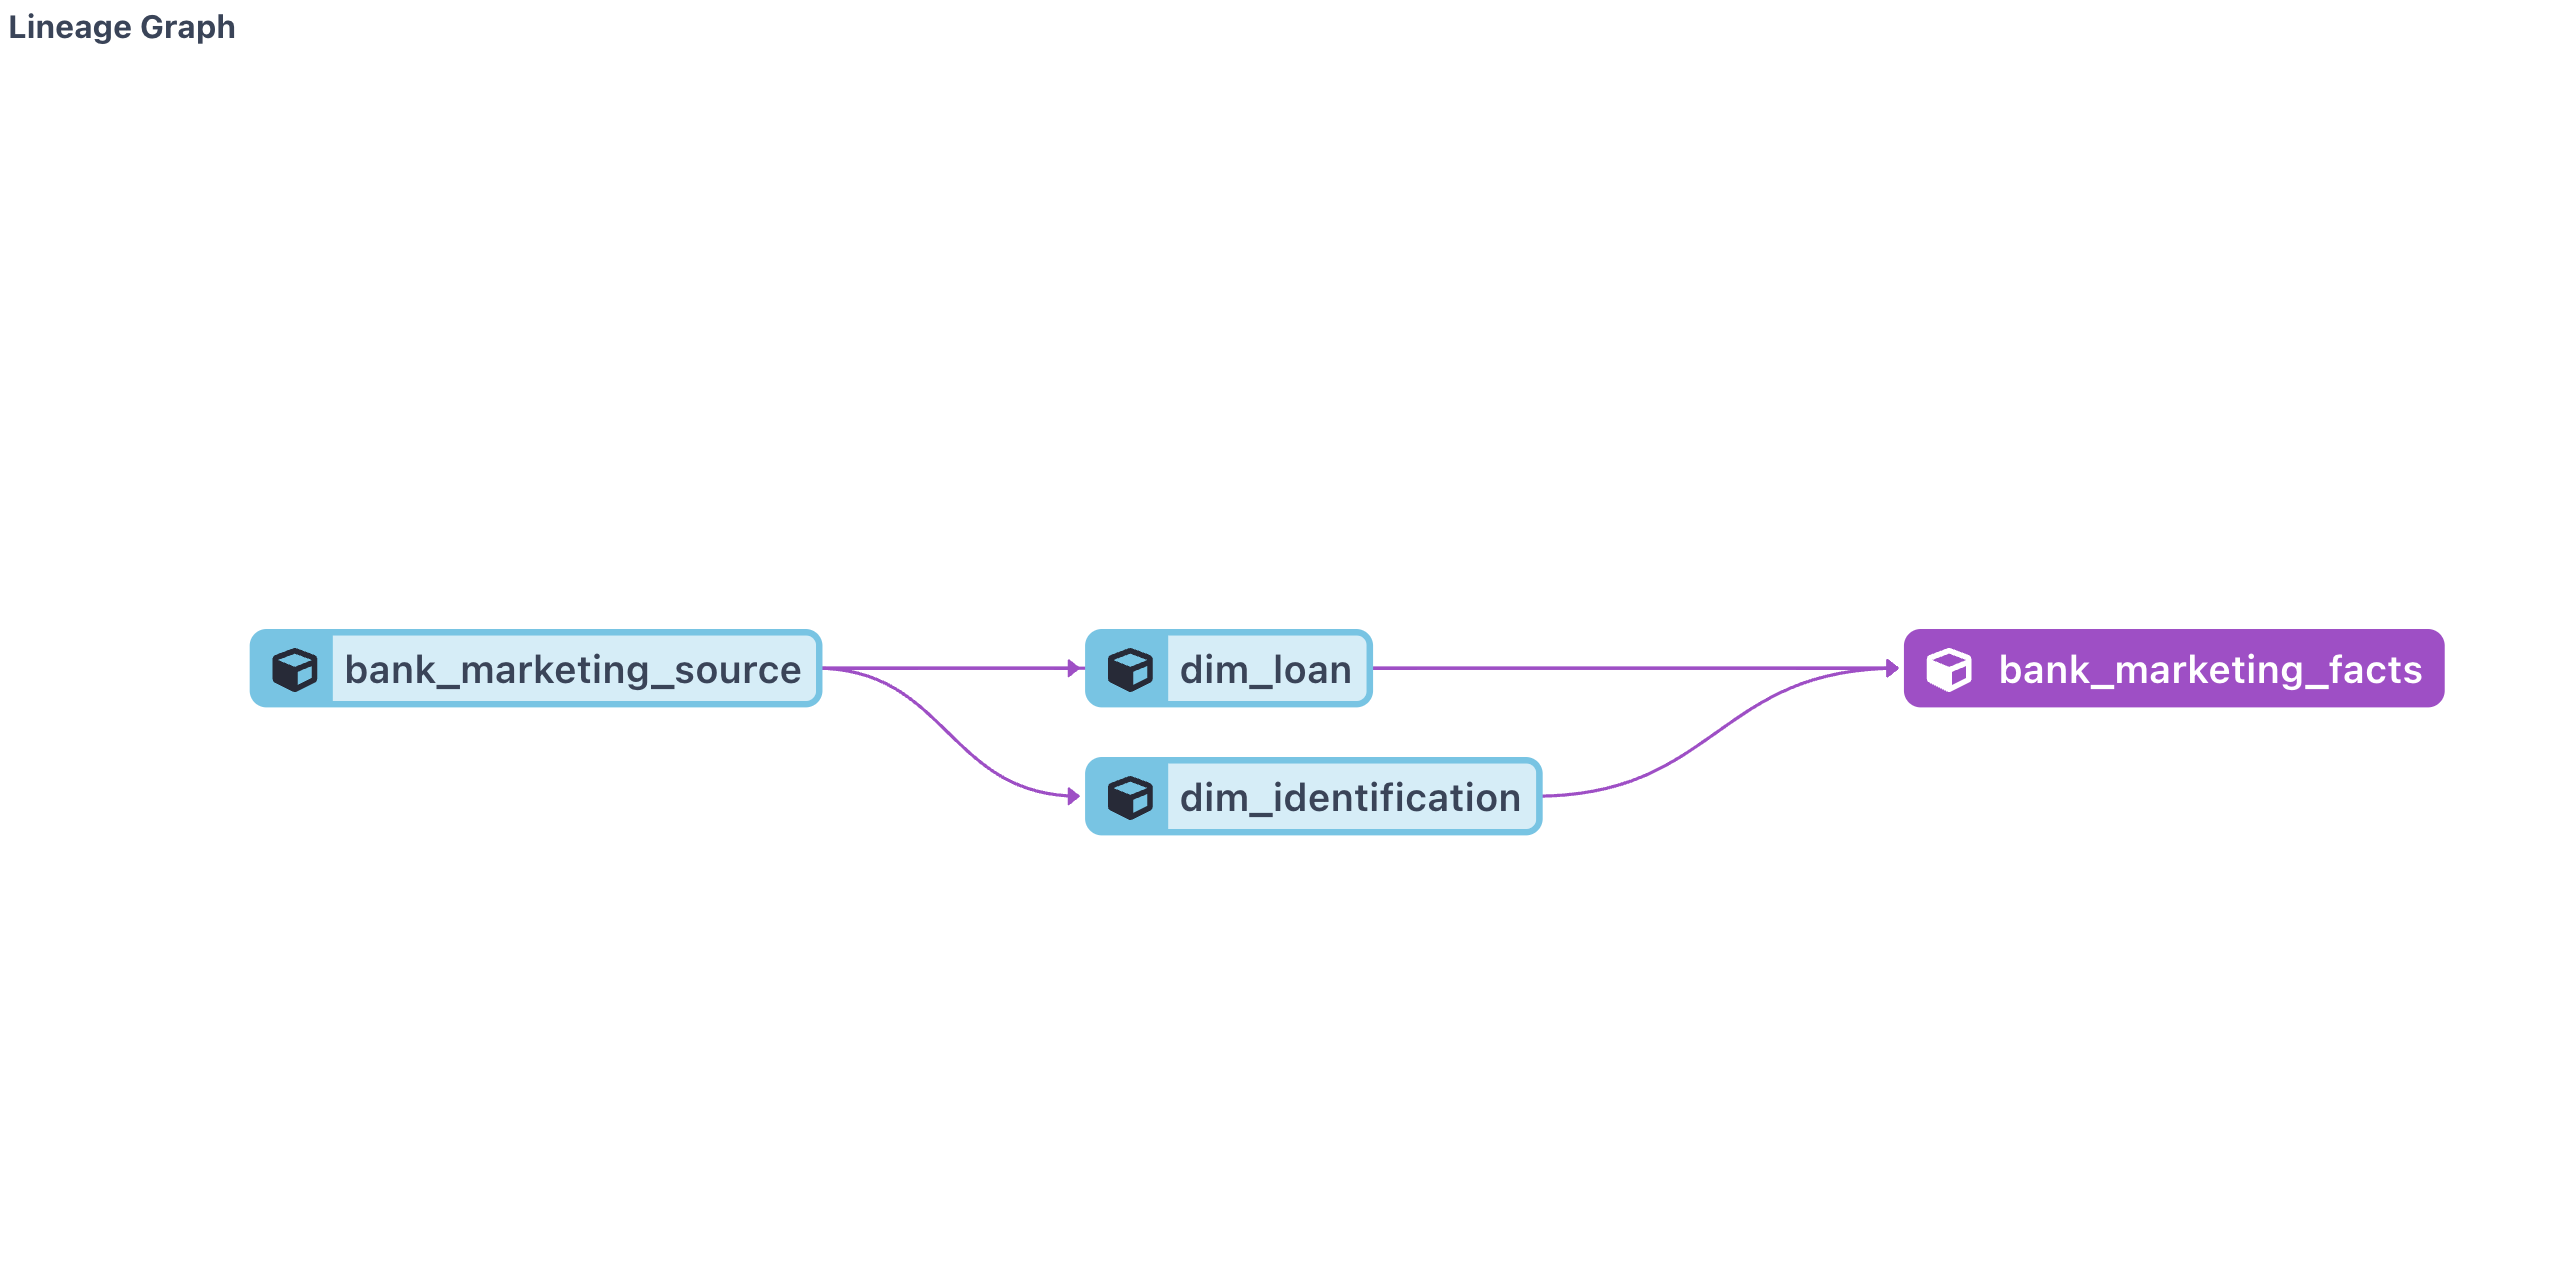 Lineage Graph
bank_marketing_source
dim_loan
bank_marketing_facts
dim_identification